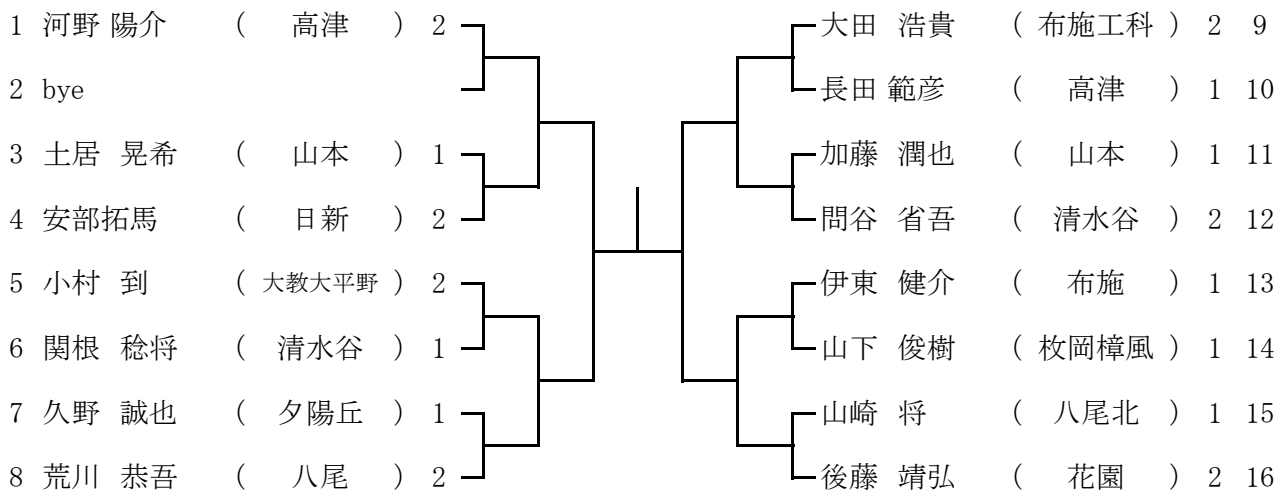 1 河野 陽介 ( 高津 ) 2
2 bye
3 土居 晃希 ( 山本 ) 1
4 安部拓馬 ( 日新 ) 2
5 小村 到 ( 大教大平野 ) 2
6 関根 稔将 ( 清水谷 ) 1
7 久野 誠也 ( 夕陽丘 ) 1
8 荒川 恭吾 ( 八尾 ) 2
大田 浩貴 ( 布施工科 ) 2 9
長田 範彦 ( 高津 ) 1 10
加藤 潤也 ( 山本 ) 1 11
問谷 省吾 ( 清水谷 ) 2 12
伊東 健介 ( 布施 ) 1 13
山下 俊樹 ( 枚岡樟風 ) 1 14
山崎 将 ( 八尾北 ) 1 15
後藤 靖弘 ( 花園 ) 2 16